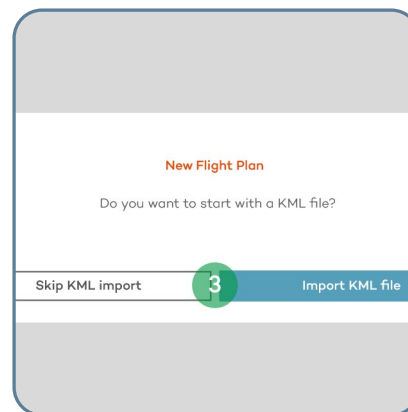 New Flight Plan
Do you want to start with a KML file?
Skip KML import 3 Import KML file